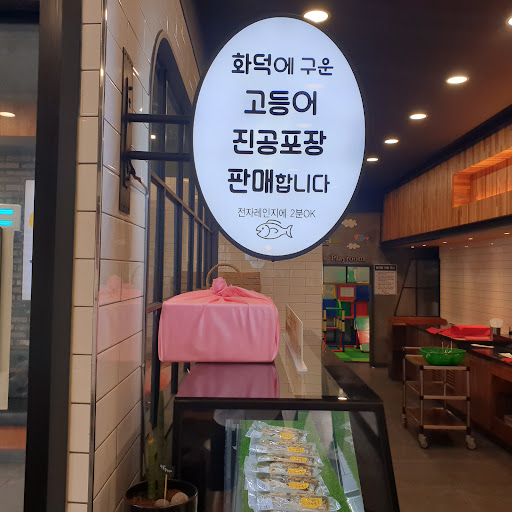 화덕에 구운
고등어
진공포장
판매합니다
전자레인지에 2분OK
Playroom